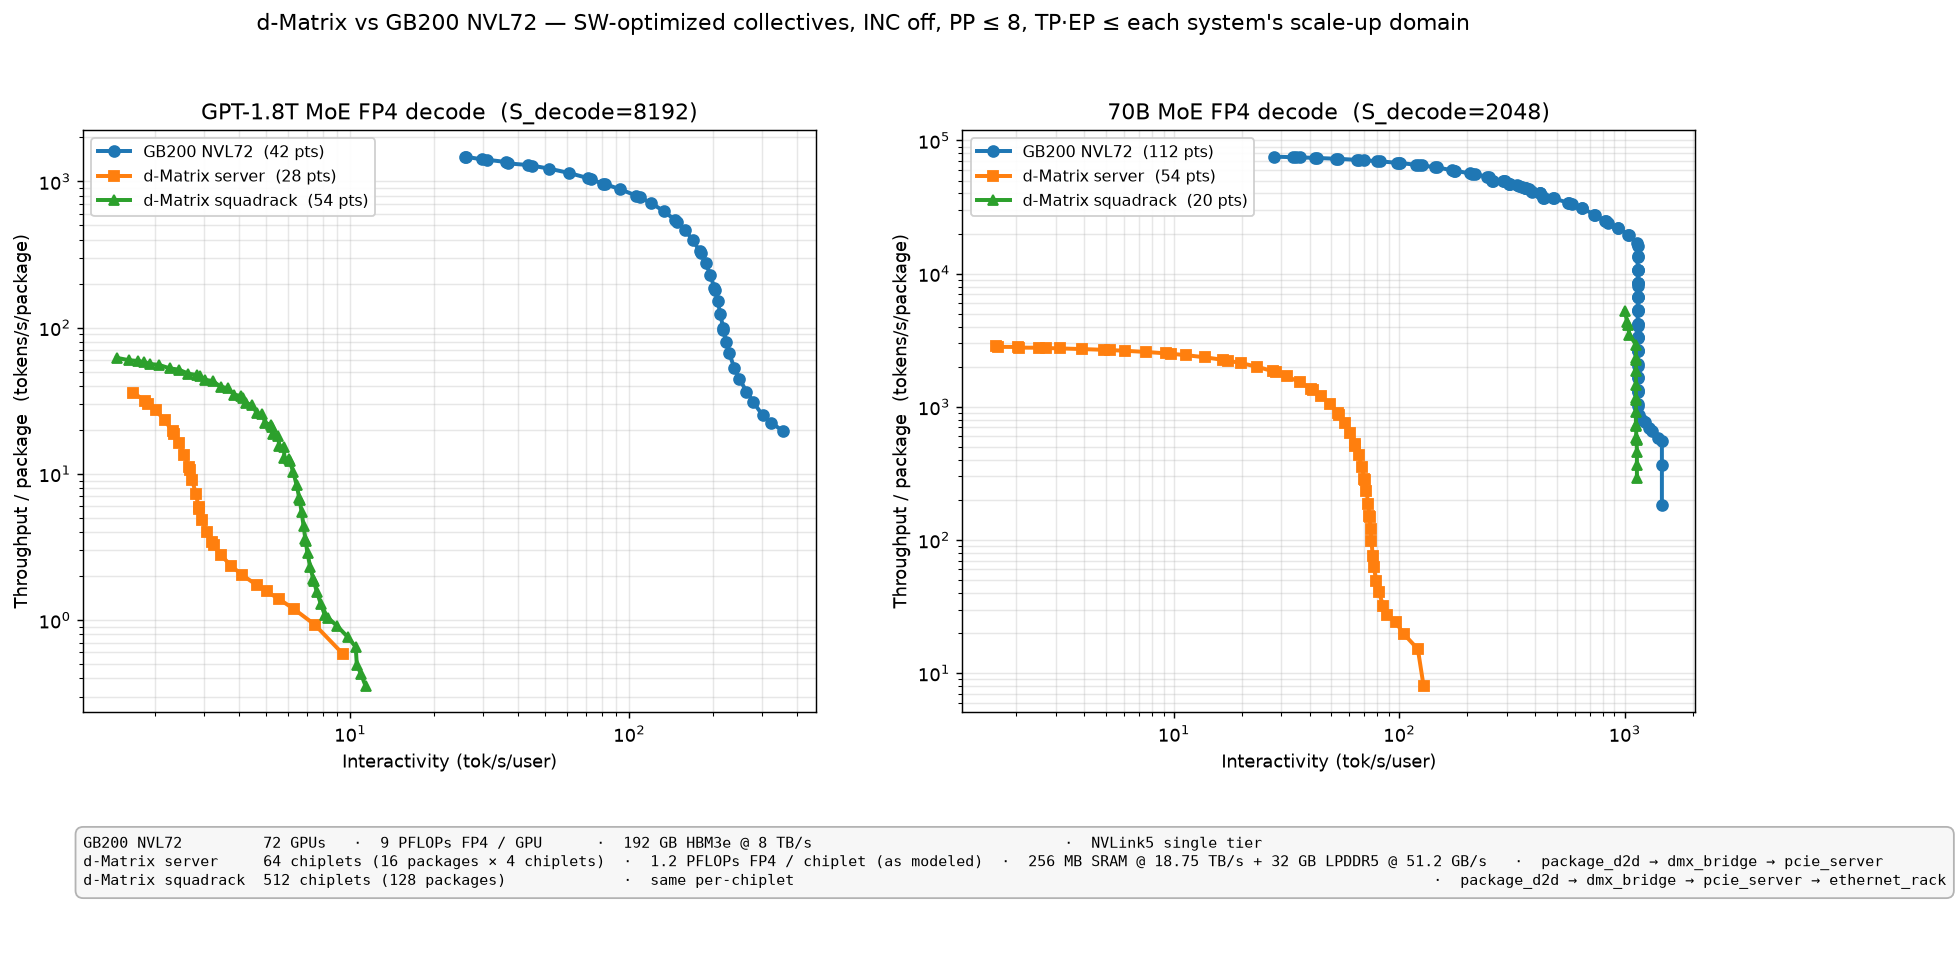 d-Matrix vs GB200 NVL72 — SW-optimized collectives, INC off, PP ≤ 8, TP·EP ≤ each system's scale-up domain
GPT-1.8T MoE FP4 decode  (S_decode=8192)
GB200 NVL72  (42 pts)
d-Matrix server  (28 pts)
d-Matrix squadrack  (54 pts)
Throughput / package  (tokens/s/package)
10³
10²
10¹
10⁰
10¹
10²
Interactivity (tok/s/user)
70B MoE FP4 decode  (S_decode=2048)
GB200 NVL72  (112 pts)
d-Matrix server  (54 pts)
d-Matrix squadrack  (20 pts)
Throughput / package  (tokens/s/package)
10⁵
10⁴
10³
10²
10¹
10¹
10²
10³
Interactivity (tok/s/user)
GB200 NVL72 72 GPUs · 9 PFLOPs FP4 / GPU · 192 GB HBM3e @ 8 TB/s · NVLink5 single tier
d-Matrix server 64 chiplets (16 packages × 4 chiplets) · 1.2 PFLOPs FP4 / chiplet (as modeled) · 256 MB SRAM @ 18.75 TB/s + 32 GB LPDDR5 @ 51.2 GB/s · package_d2d → dmx_bridge → pcie_server
d-Matrix squadrack 512 chiplets (128 packages) · same per-chiplet · package_d2d → dmx_bridge → pcie_server → ethernet_rack